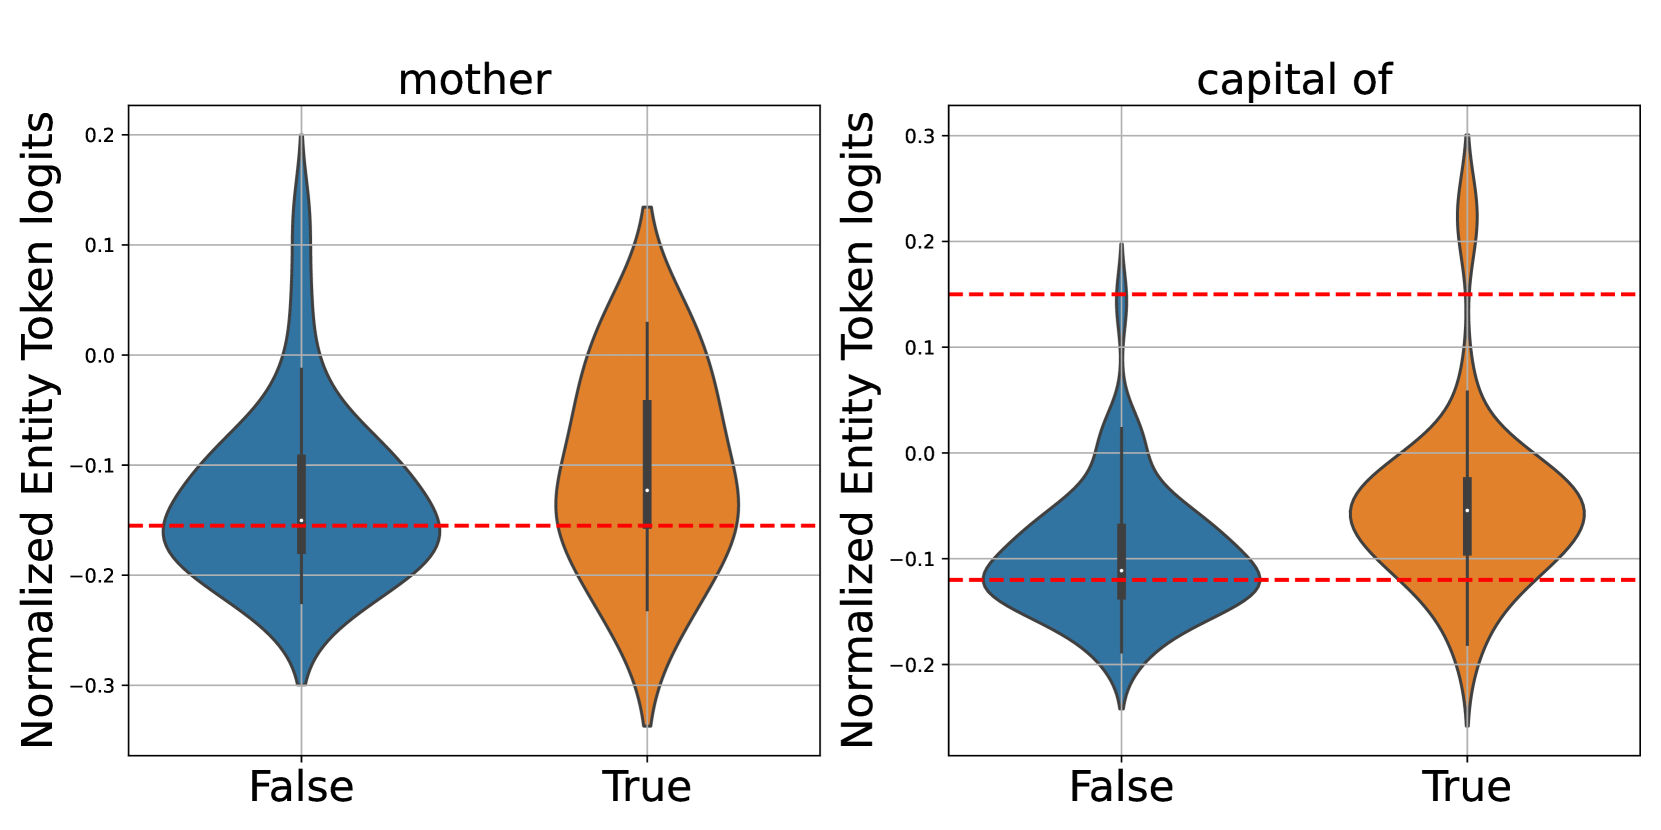 mother
Normalized Entity Token logits
0.2
0.1
0.0
−0.1
−0.2
−0.3
False True
capital of
Normalized Entity Token logits
0.3
0.2
0.1
0.0
−0.1
−0.2
False True